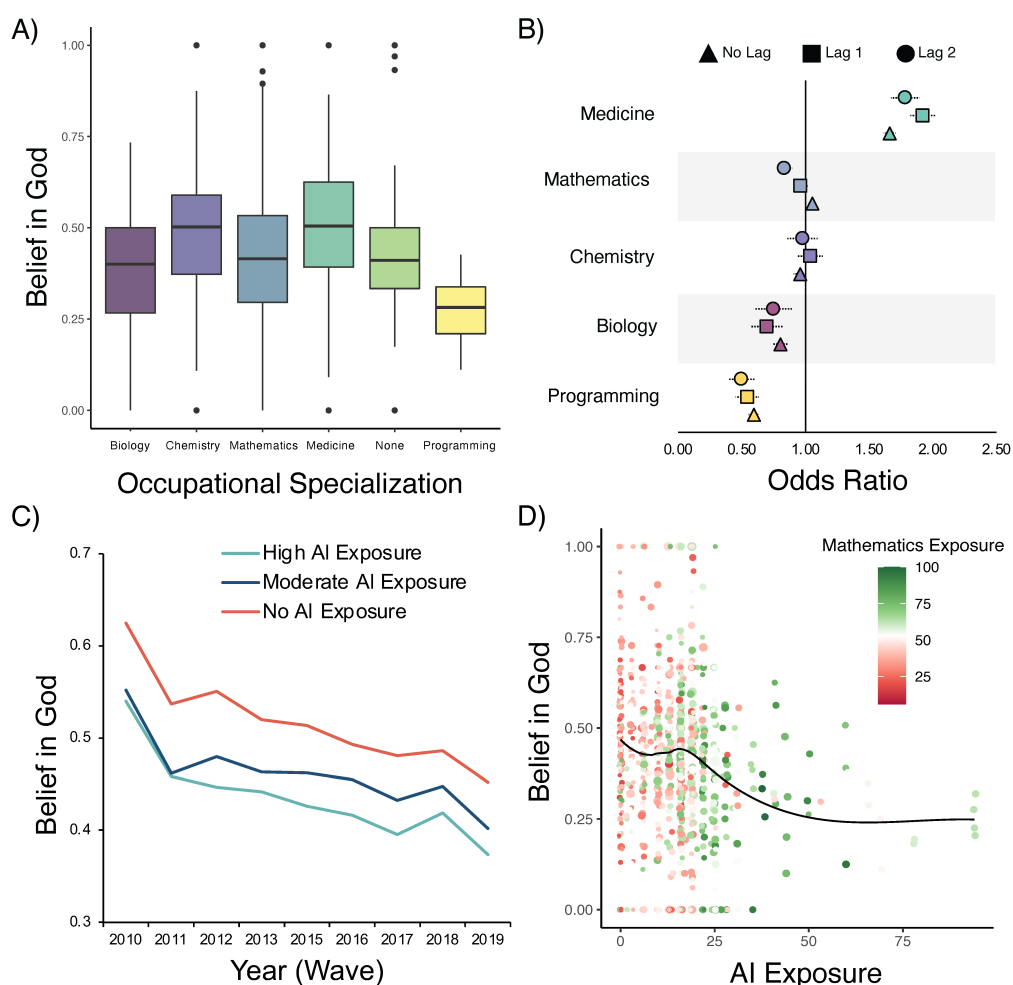 A)
Belief in God
1.00
0.75
0.50
0.25
0.00
Biology Chemistry Mathematics Medicine None Programming
Occupational Specialization
B)
No Lag Lag 1 Lag 2
Medicine
Mathematics
Chemistry
Biology
Programming
0.00 0.50 1.00 1.50 2.00 2.50
Odds Ratio
C)
High AI Exposure
Moderate AI Exposure
No AI Exposure
Belief in God
0.7
0.6
0.5
0.4
0.3
2010 2011 2012 2013 2015 2016 2017 2018 2019
Year (Wave)
D)
Mathematics Exposure
100
75
50
25
Belief in God
1.00
0.75
0.50
0.25
0.00
0 25 50 75
AI Exposure